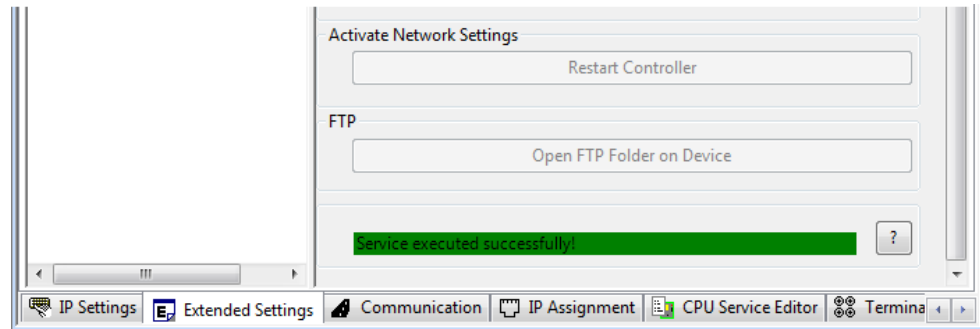 Activate Network Settings
Restart Controller
FTP
Open FTP Folder on Device
Service executed successfully!
?
IP Settings Extended Settings Communication IP Assignment CPU Service Editor Termina